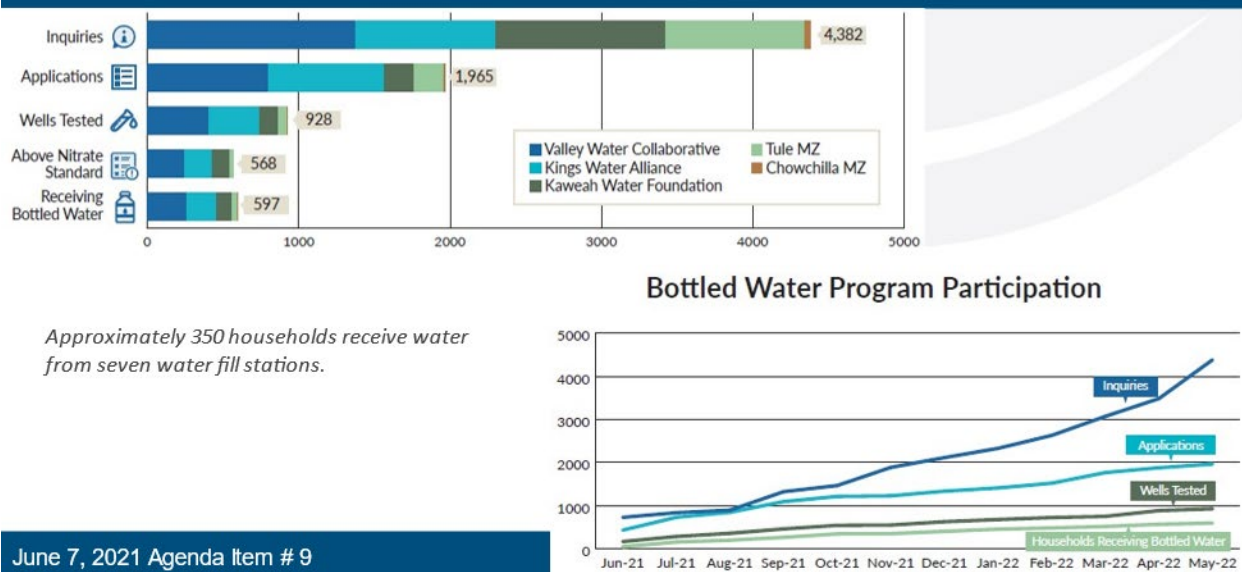 Inquiries
4,382
Applications
1,965
Wells Tested
928
Above Nitrate
Standard
568
Receiving
Bottled Water
597
Valley Water Collaborative
Kings Water Alliance
Kaweah Water Foundation
Tule MZ
Chowchilla MZ
0 1000 2000 3000 4000 5000
Bottled Water Program Participation
Approximately 350 households receive water
from seven water fill stations.
5000
4000
3000
2000
1000
0
Inquiries
Applications
Wells Tested
Households Receiving Bottled Water
Jun-21 Jul-21 Aug-21 Sep-21 Oct-21 Nov-21 Dec-21 Jan-22 Feb-22 Mar-22 Apr-22 May-22
June 7, 2021 Agenda Item # 9